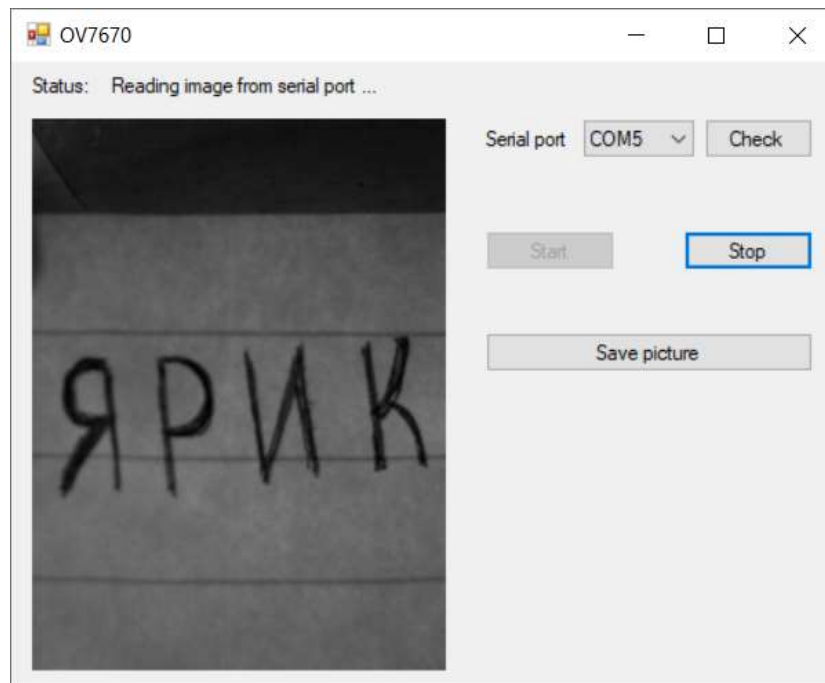 OV7670
Status: Reading image from serial port ...
Serial port COM5 Check
Start Stop
Save picture
ЯРИК